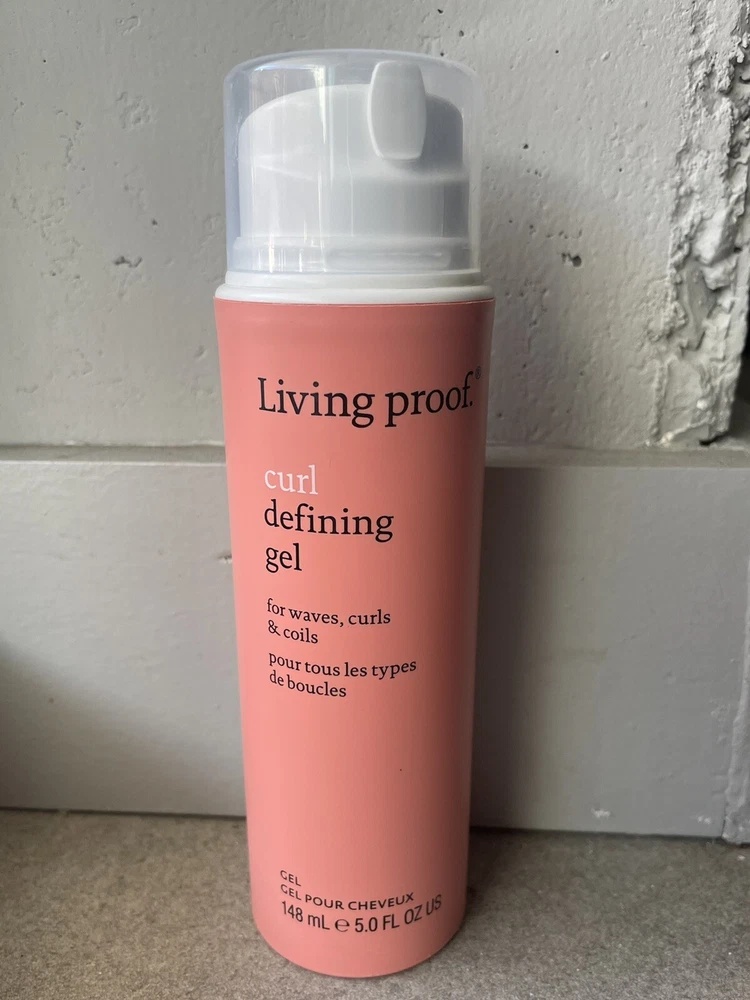 Living proof.®
curl
defining
gel
for waves, curls
& coils
pour tous les types
de boucles
GEL
GEL POUR CHEVEUX
148 mL ℮ 5.0 FL OZ US